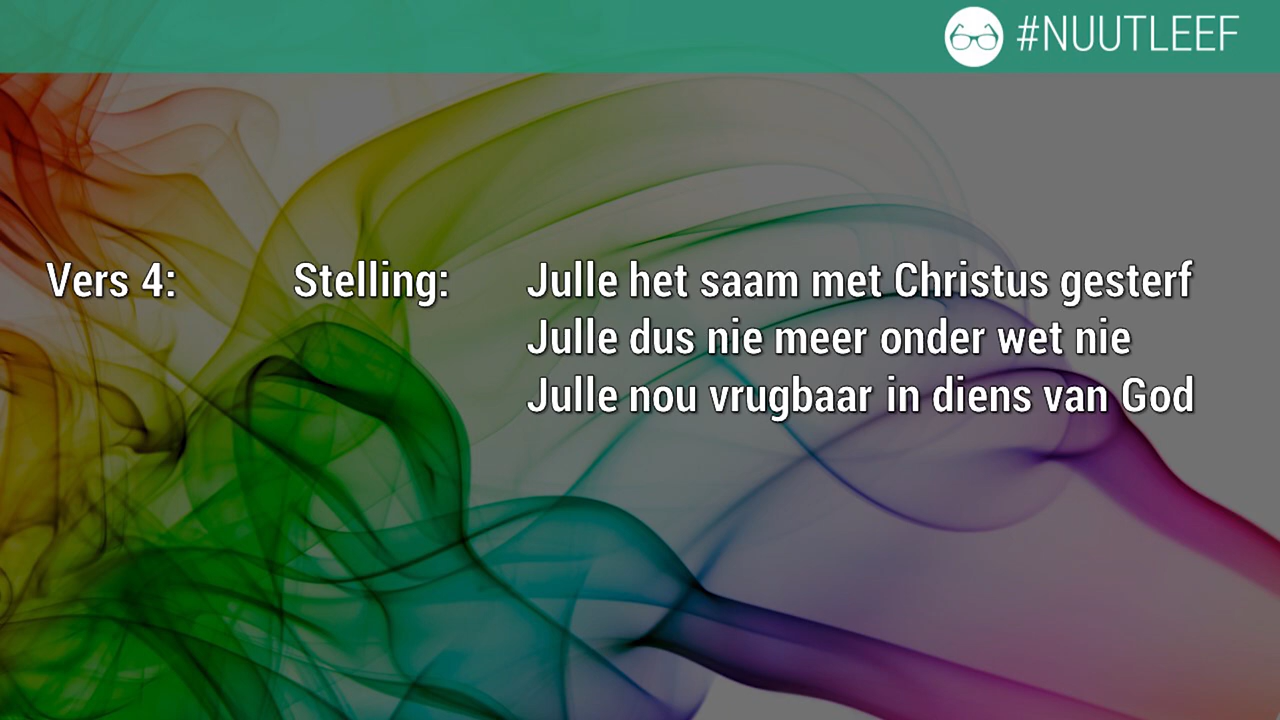 #NUUTLEEF
Vers 4: Stelling: Julle het saam met Christus gesterf
Julle dus nie meer onder wet nie
Julle nou vrugbaar in diens van God